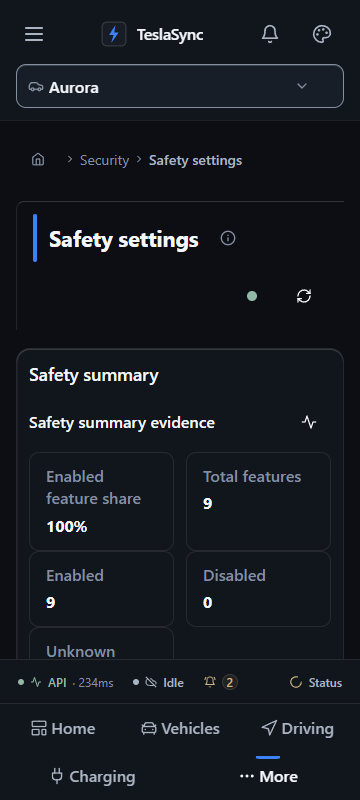 TeslaSync
Aurora
Security
Safety settings
Safety settings
Safety summary
Safety summary evidence
Enabled feature share
100%
Total features
9
Enabled
9
Disabled
0
Unknown
API · 234ms
Idle
2
Status
Home
Vehicles
Driving
Charging
More